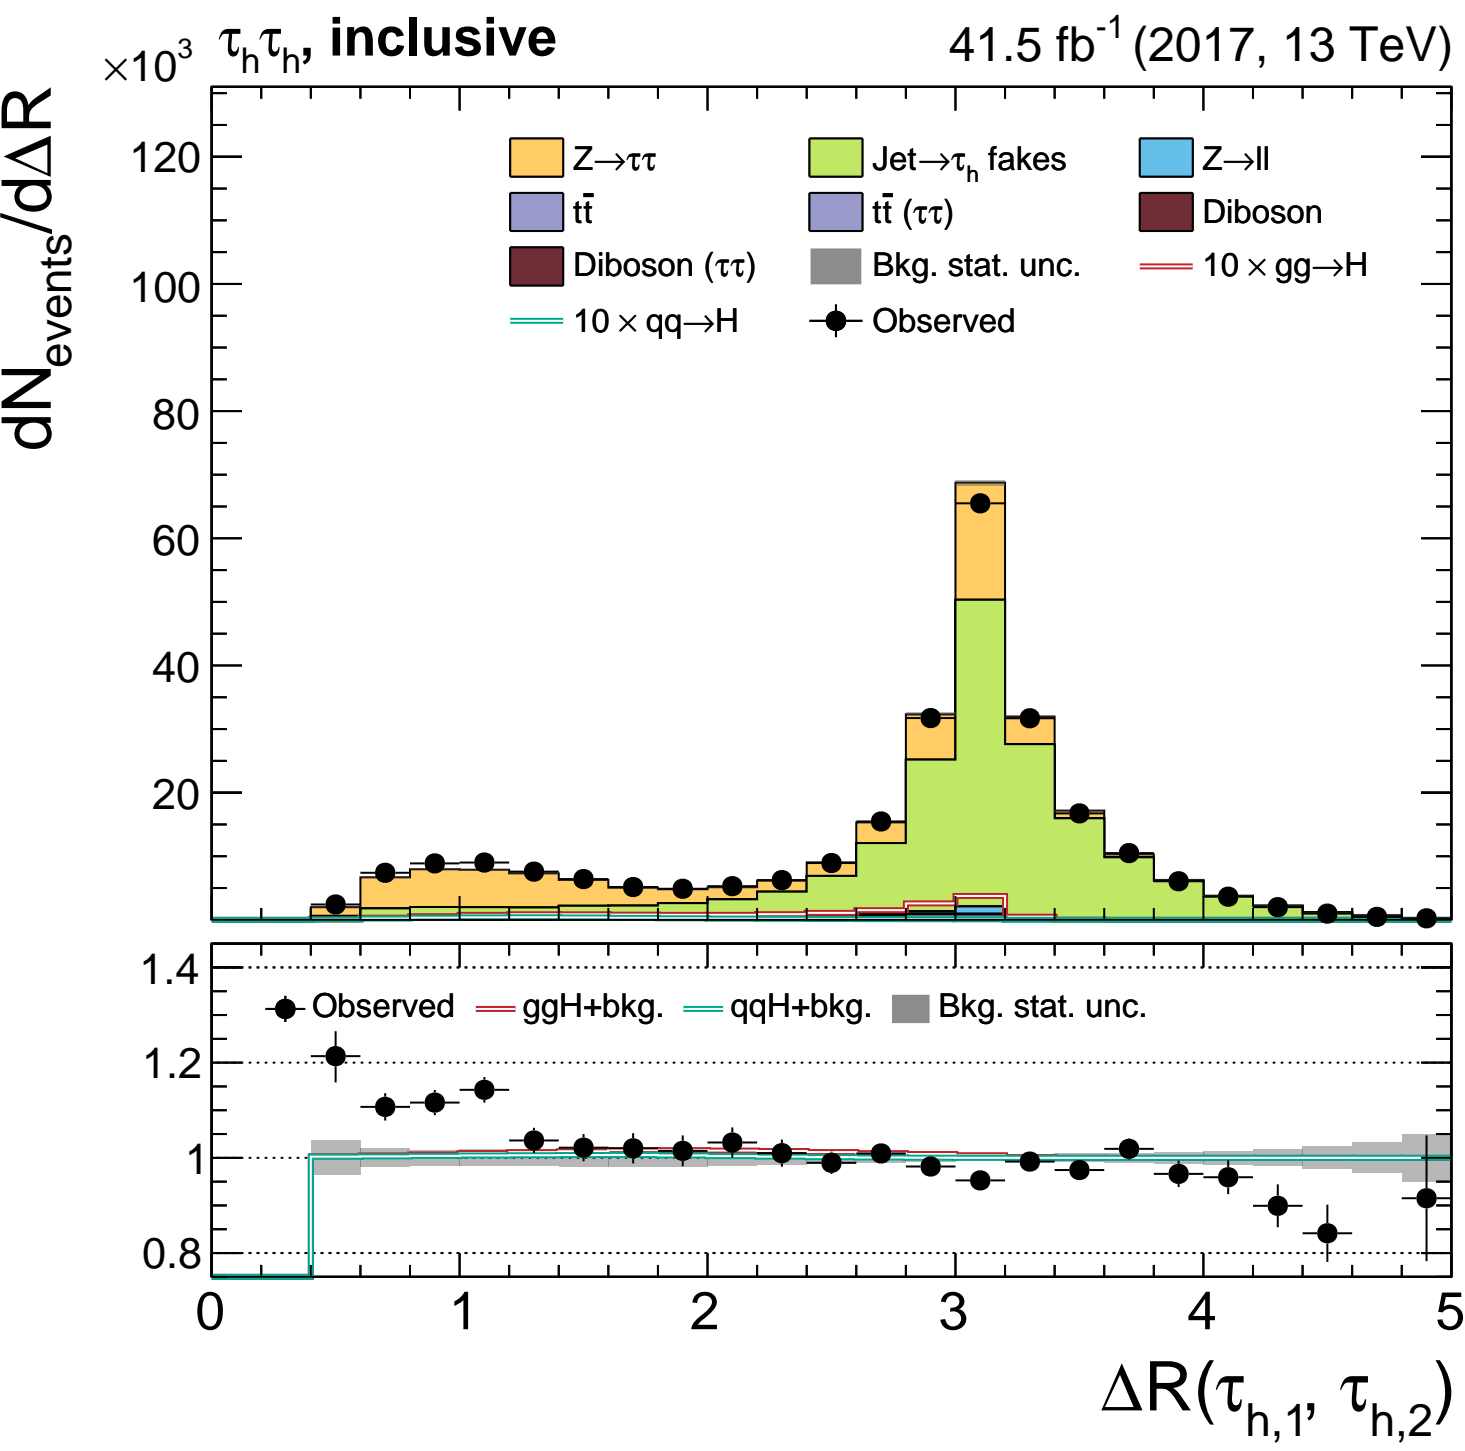 ×10³ τhτh, inclusive 41.5 fb⁻¹ (2017, 13 TeV)
dNevents/dΔR
120
100
80
60
40
20
Z→ττ Jet→τh fakes Z→ll
tt̄ tt̄ (ττ) Diboson
Diboson (ττ) Bkg. stat. unc. 10 × gg→H
10 × qq→H Observed
1.4
1.2
1
0.8
Observed ggH+bkg. qqH+bkg. Bkg. stat. unc.
0 1 2 3 4 5
ΔR(τh,1, τh,2)